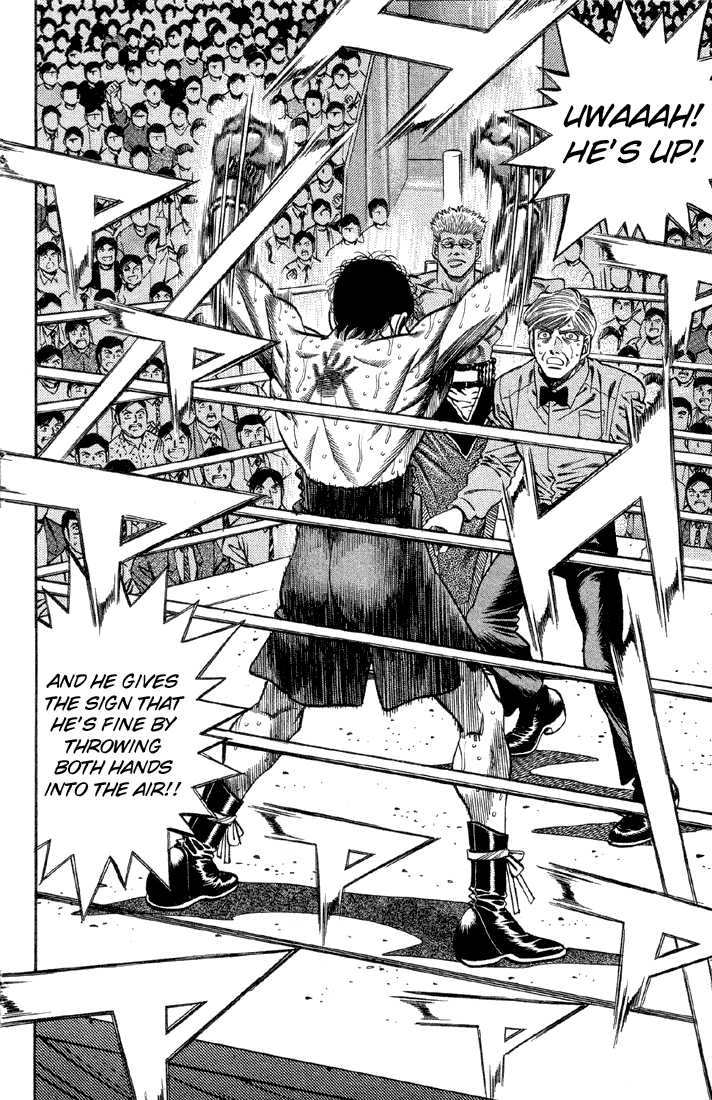 UWAAAH!
HE'S UP!
AND HE GIVES
THE SIGN THAT
HE'S FINE BY
THROWING
BOTH HANDS
INTO THE AIR!!